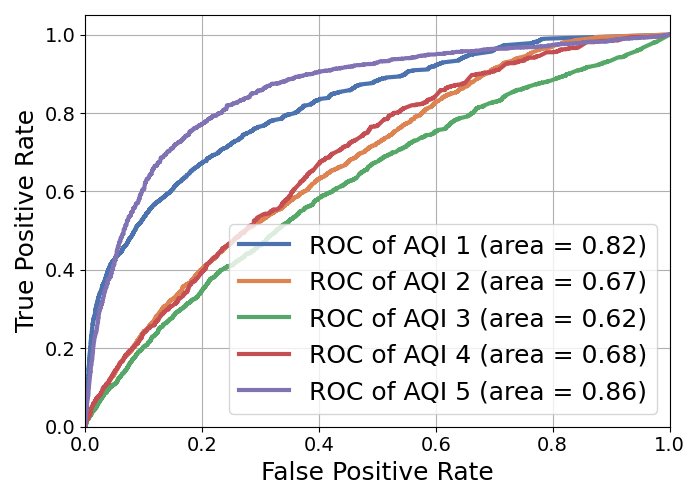 1.0
0.8
0.6
0.4
0.2
0.0
True Positive Rate
ROC of AQI 1 (area = 0.82)
ROC of AQI 2 (area = 0.67)
ROC of AQI 3 (area = 0.62)
ROC of AQI 4 (area = 0.68)
ROC of AQI 5 (area = 0.86)
0.0 0.2 0.4 0.6 0.8 1.0
False Positive Rate